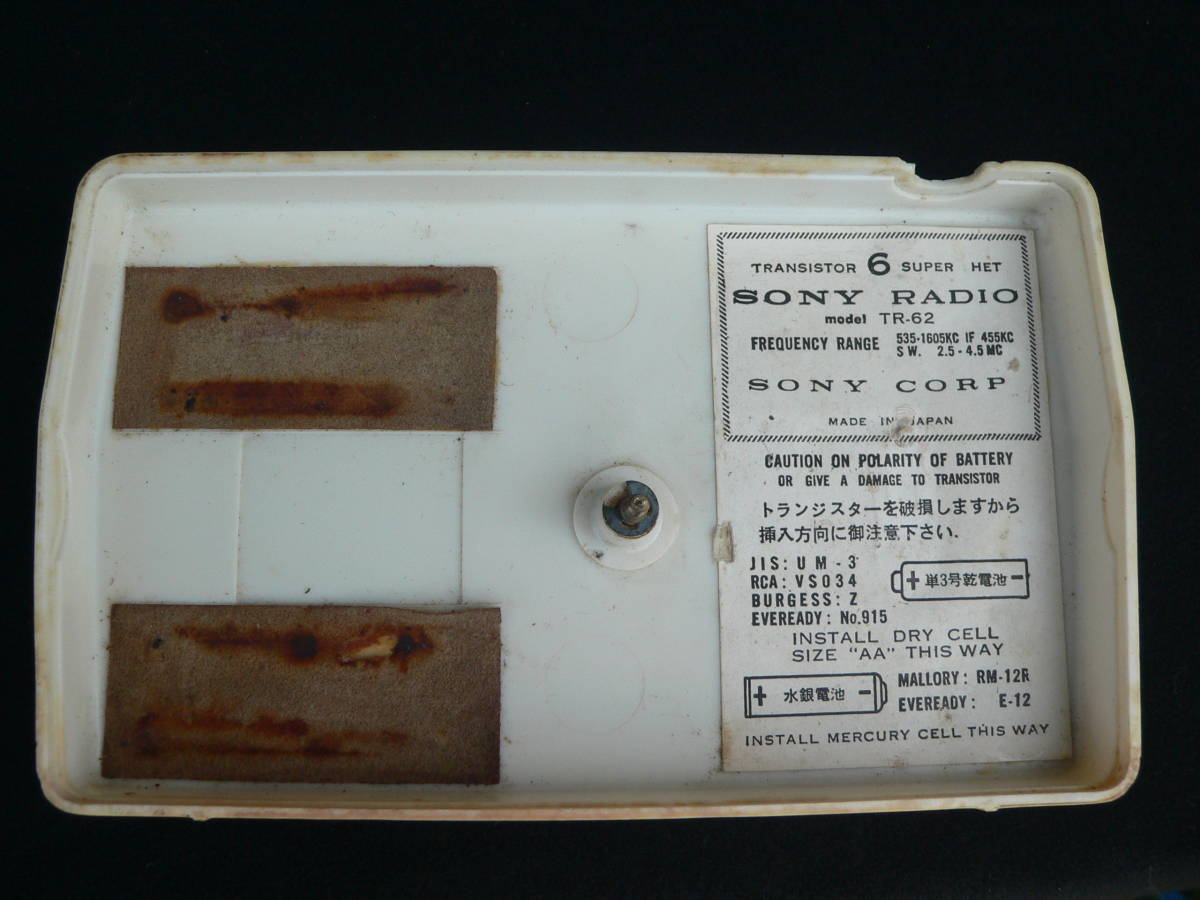 TRANSISTOR 6 SUPER HET
SONY RADIO
model TR-62
FREQUENCY RANGE 535-1605KC IF 455KC
SW. 2.5-4.5MC
SONY CORP
MADE IN JAPAN
CAUTION ON POLARITY OF BATTERY
OR GIVE A DAMAGE TO TRANSISTOR
トランジスターを破損しますから
挿入方向に御注意下さい.
JIS: UM-3
RCA: VS034
BURGESS: Z
EVEREADY: No.915
+ 単3号乾電池 -
INSTALL DRY CELL
SIZE "AA" THIS WAY
+ 水銀電池 -
MALLORY: RM-12R
EVEREADY: E-12
INSTALL MERCURY CELL THIS WAY